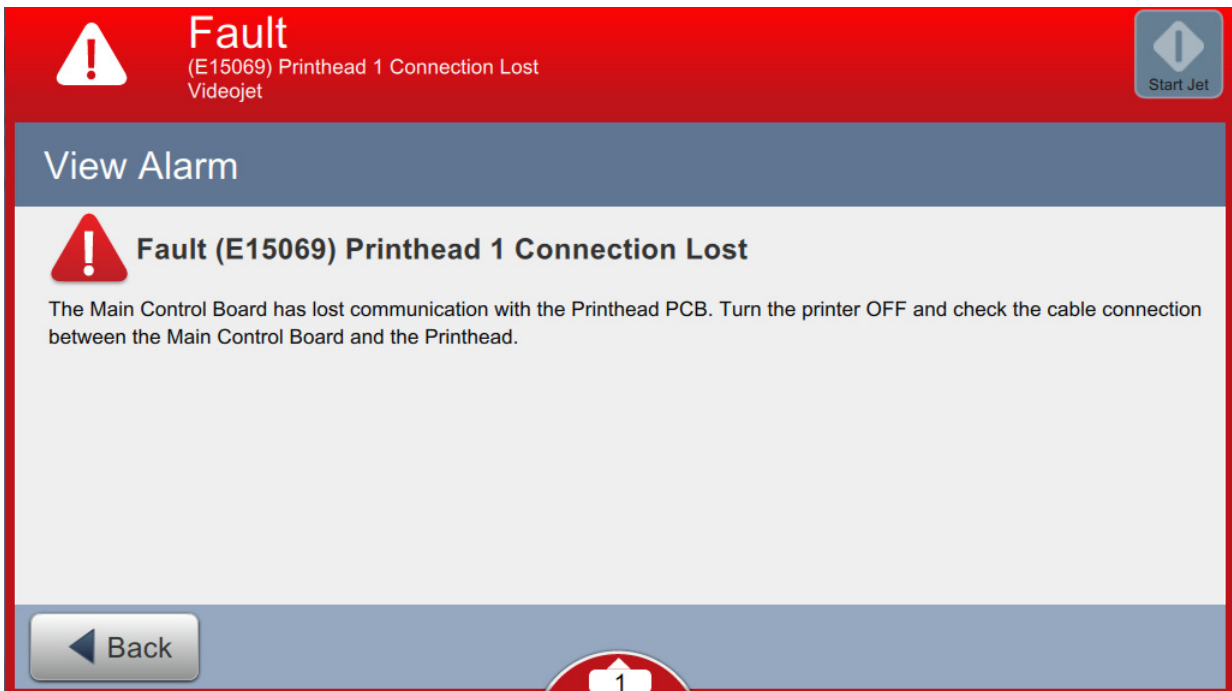 Fault
(E15069) Printhead 1 Connection Lost
Videojet
Start Jet
View Alarm
Fault (E15069) Printhead 1 Connection Lost
The Main Control Board has lost communication with the Printhead PCB. Turn the printer OFF and check the cable connection
between the Main Control Board and the Printhead.
Back
1